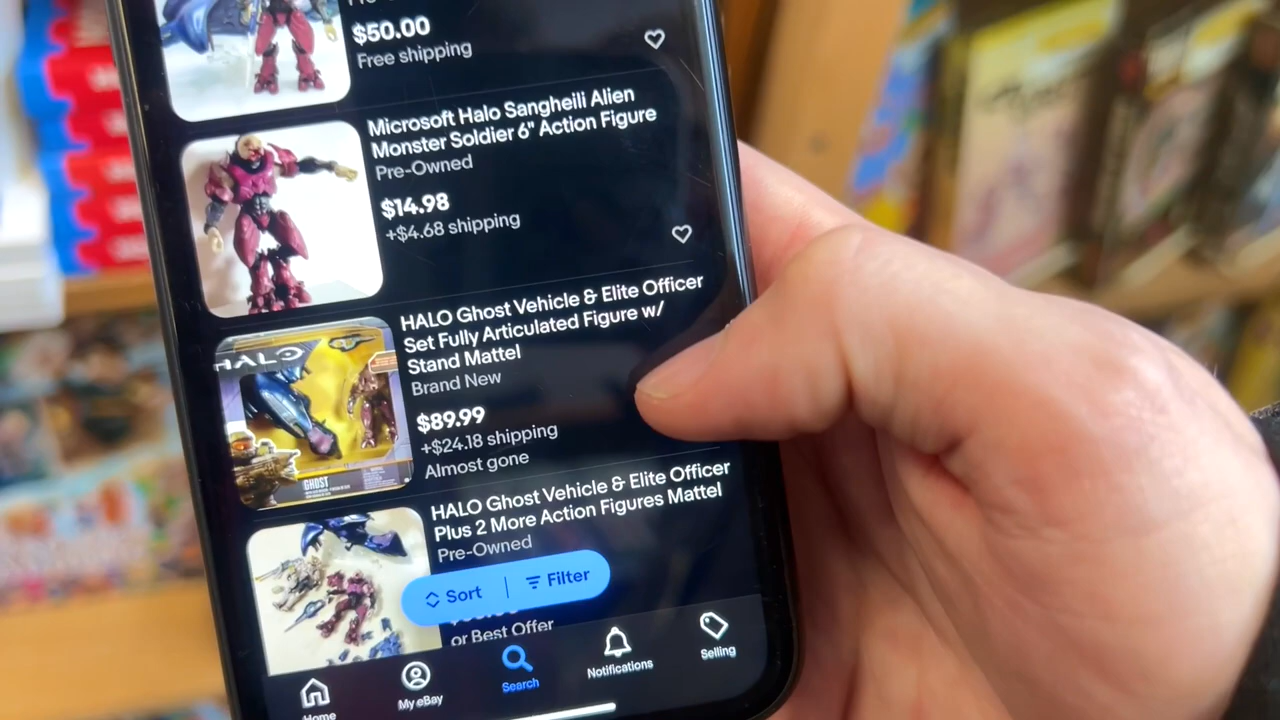 $50.00
Free shipping
Microsoft Halo Sangheili Alien
Monster Soldier 6" Action Figure
Pre-Owned
$14.98
+$4.68 shipping
HALO Ghost Vehicle & Elite Officer
Set Fully Articulated Figure w/
Stand Mattel
Brand New
$89.99
+$24.18 shipping
Almost gone
HALO
GHOST
HALO Ghost Vehicle & Elite Officer
Plus 2 More Action Figures Mattel
Pre-Owned
Sort
Filter
or Best Offer
Home
My eBay
Search
Notifications
Selling